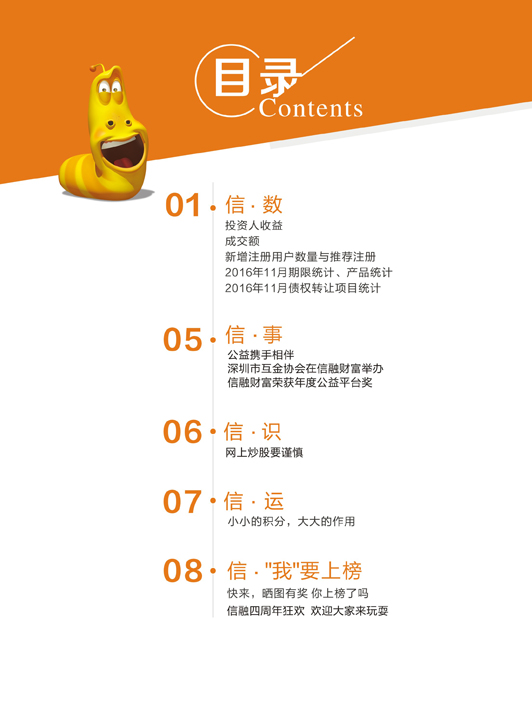 目录
Contents
01 信·数
投资人收益
成交额
新增注册用户数量与推荐注册
2016年11月期限统计、产品统计
2016年11月债权转让项目统计
05 信·事
公益携手相伴
深圳市互金协会在信融财富举办
信融财富荣获年度公益平台奖
06 信·识
网上炒股要谨慎
07 信·运
小小的积分，大大的作用
08 信·"我"要上榜
快来，晒图有奖 你上榜了吗
信融四周年狂欢 欢迎大家来玩耍